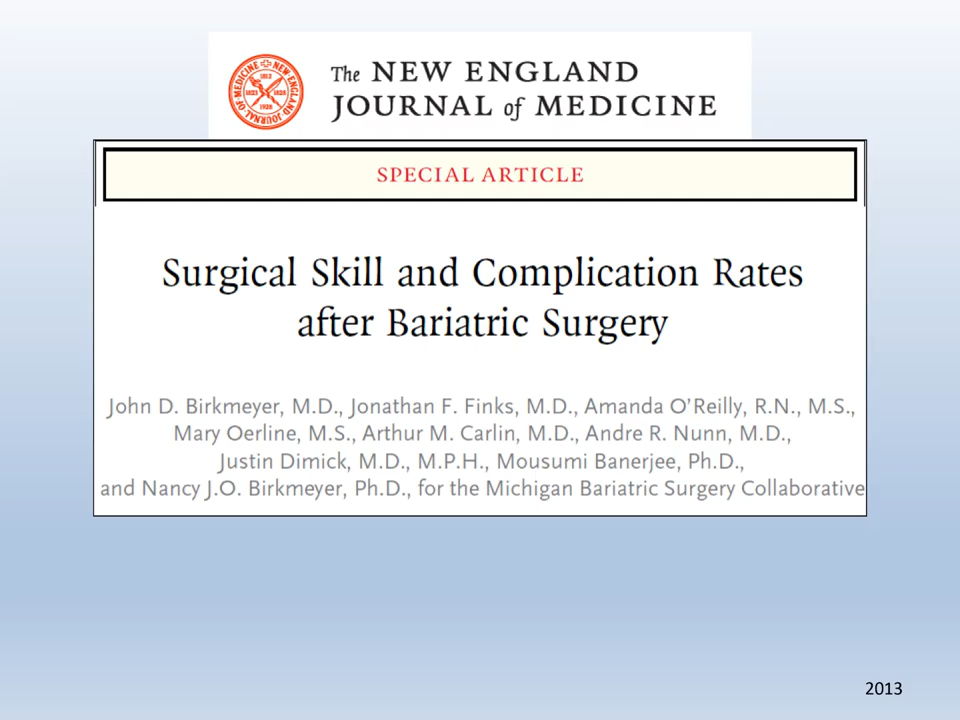 The NEW ENGLAND
JOURNAL of MEDICINE
SPECIAL ARTICLE
Surgical Skill and Complication Rates
after Bariatric Surgery
John D. Birkmeyer, M.D., Jonathan F. Finks, M.D., Amanda O'Reilly, R.N., M.S.,
Mary Oerline, M.S., Arthur M. Carlin, M.D., Andre R. Nunn, M.D.,
Justin Dimick, M.D., M.P.H., Mousumi Banerjee, Ph.D.,
and Nancy J.O. Birkmeyer, Ph.D., for the Michigan Bariatric Surgery Collaborative
2013